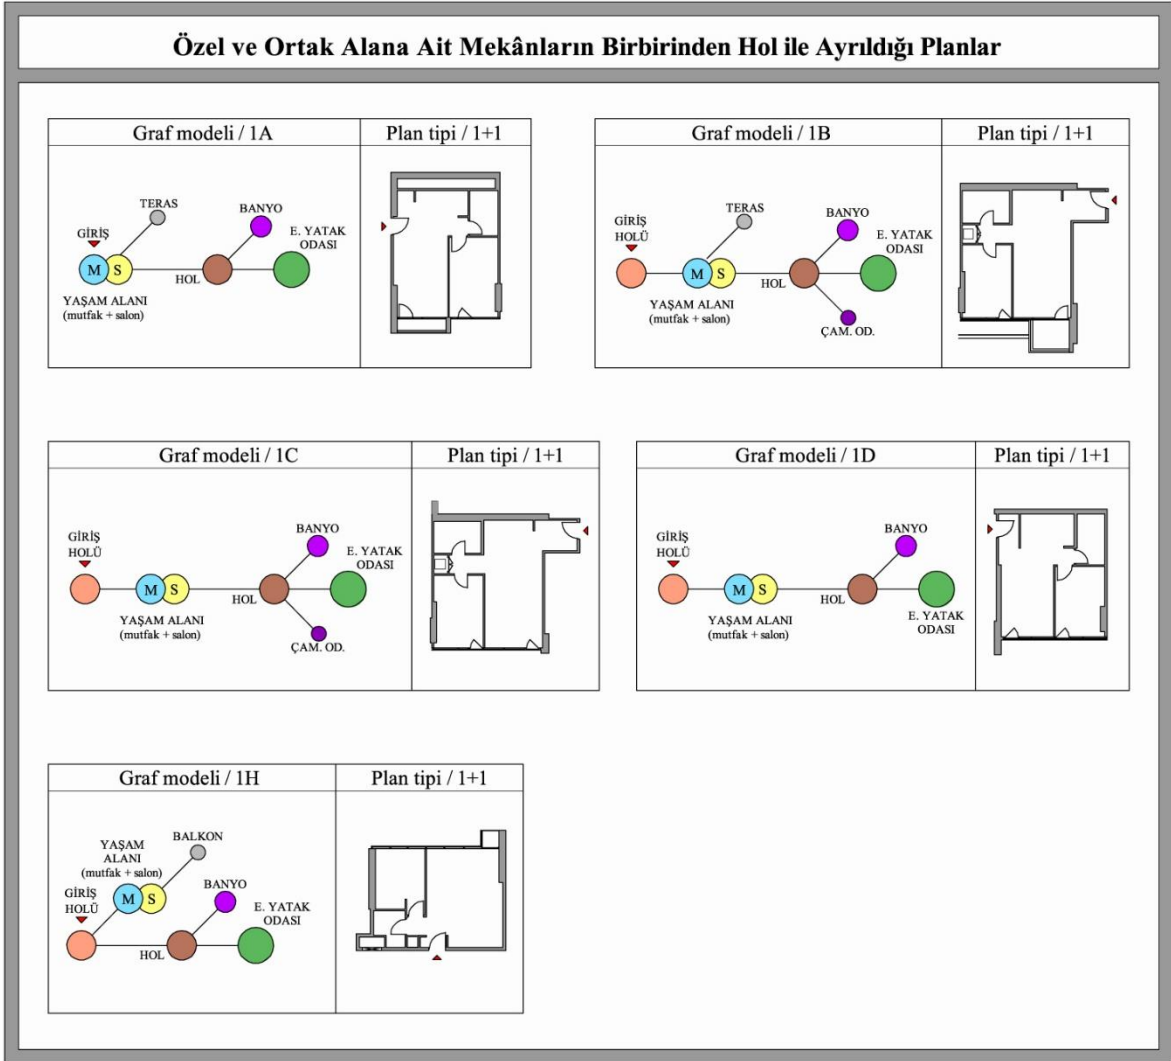 Özel ve Ortak Alana Ait Mekânların Birbirinden Hol ile Ayrıldığı Planlar
Graf modeli / 1A
Plan tipi / 1+1
TERAS
BANYO
GİRİŞ
E. YATAK
ODASI
M S
HOL
YAŞAM ALANI
(mutfak + salon)
Graf modeli / 1B
Plan tipi / 1+1
TERAS
BANYO
GİRİŞ
HOLÜ
E. YATAK
ODASI
M S
HOL
YAŞAM ALANI
(mutfak + salon)
ÇAM. OD.
Graf modeli / 1C
Plan tipi / 1+1
BANYO
GİRİŞ
HOLÜ
E. YATAK
ODASI
M S
HOL
YAŞAM ALANI
(mutfak + salon)
ÇAM. OD.
Graf modeli / 1D
Plan tipi / 1+1
BANYO
GİRİŞ
HOLÜ
M S
HOL
E. YATAK
ODASI
YAŞAM ALANI
(mutfak + salon)
Graf modeli / 1H
Plan tipi / 1+1
BALKON
YAŞAM
ALANI
(mutfak + salon)
BANYO
GİRİŞ
HOLÜ
M S
E. YATAK
ODASI
HOL